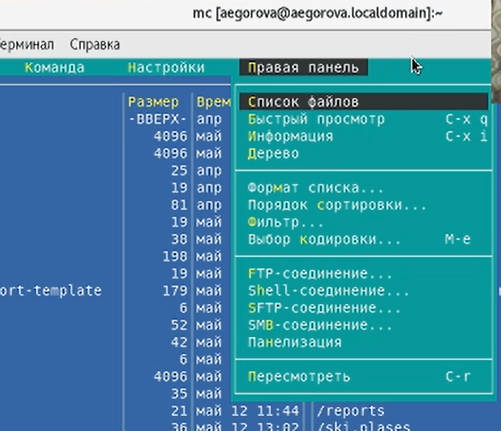 mc [aegorova@aegorova.localdomain]:~
ерминал Справка
Команда Настройки Правая панель
Размер Врем
Список файлов
-ВВЕРХ- апр Быстрый просмотр C-x q
4096 май Информация C-x i
4096 май Дерево
25 апр
19 апр Формат списка...
81 апр Порядок сортировки...
19 май Фильтр...
38 май Выбор кодировки... M-e
198 май
19 май FTP-соединение...
ort-template 179 май Shell-соединение...
6 май SFTP-соединение...
52 май SMB-соединение...
42 май Панелизация
6 май
4096 май Пересмотреть C-r
35 май
21 май 12 11:44 /reports
36 май 12 13:02 /ski.plases